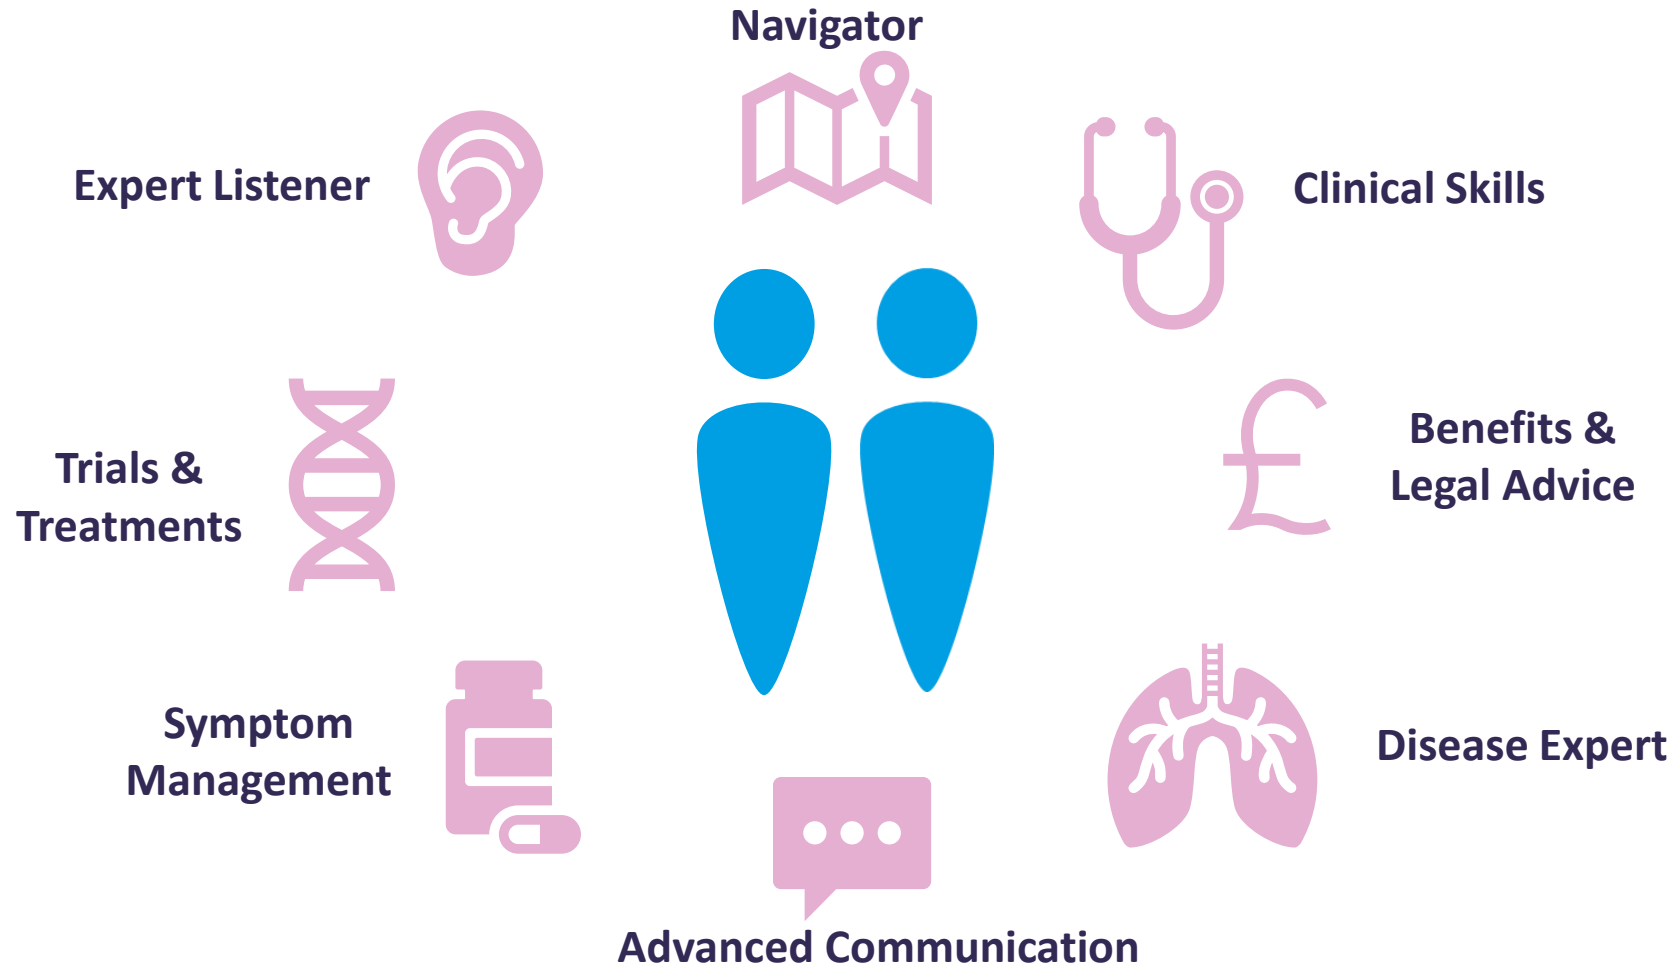 Navigator
Expert Listener
Clinical Skills
Trials &
Treatments
Benefits &
Legal Advice
Symptom
Management
Disease Expert
Advanced Communication